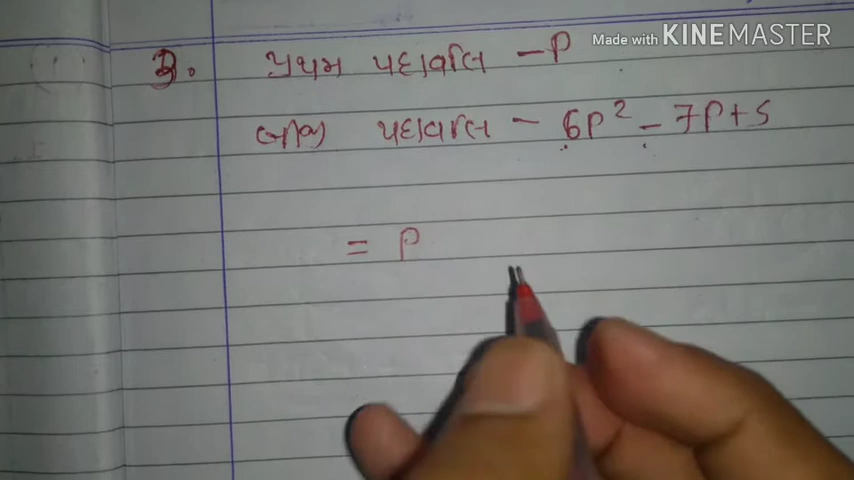 Made with KINEMASTER
3. પ્રથમ પદાવલિ - P
બીજી પદાવલિ - 6P² - 7P+5
= P